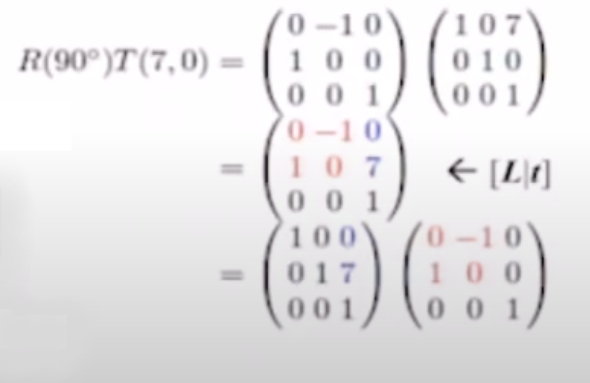 R(90°)T(7, 0) = (0 −1 0) (1 0 7)
(1 0 0) (0 1 0)
(0 0 1) (0 0 1)
= (0 −1 0)
(1 0 7) ← [L|t]
(0 0 1)
= (1 0 0) (0 −1 0)
(0 1 7) (1 0 0)
(0 0 1) (0 0 1)